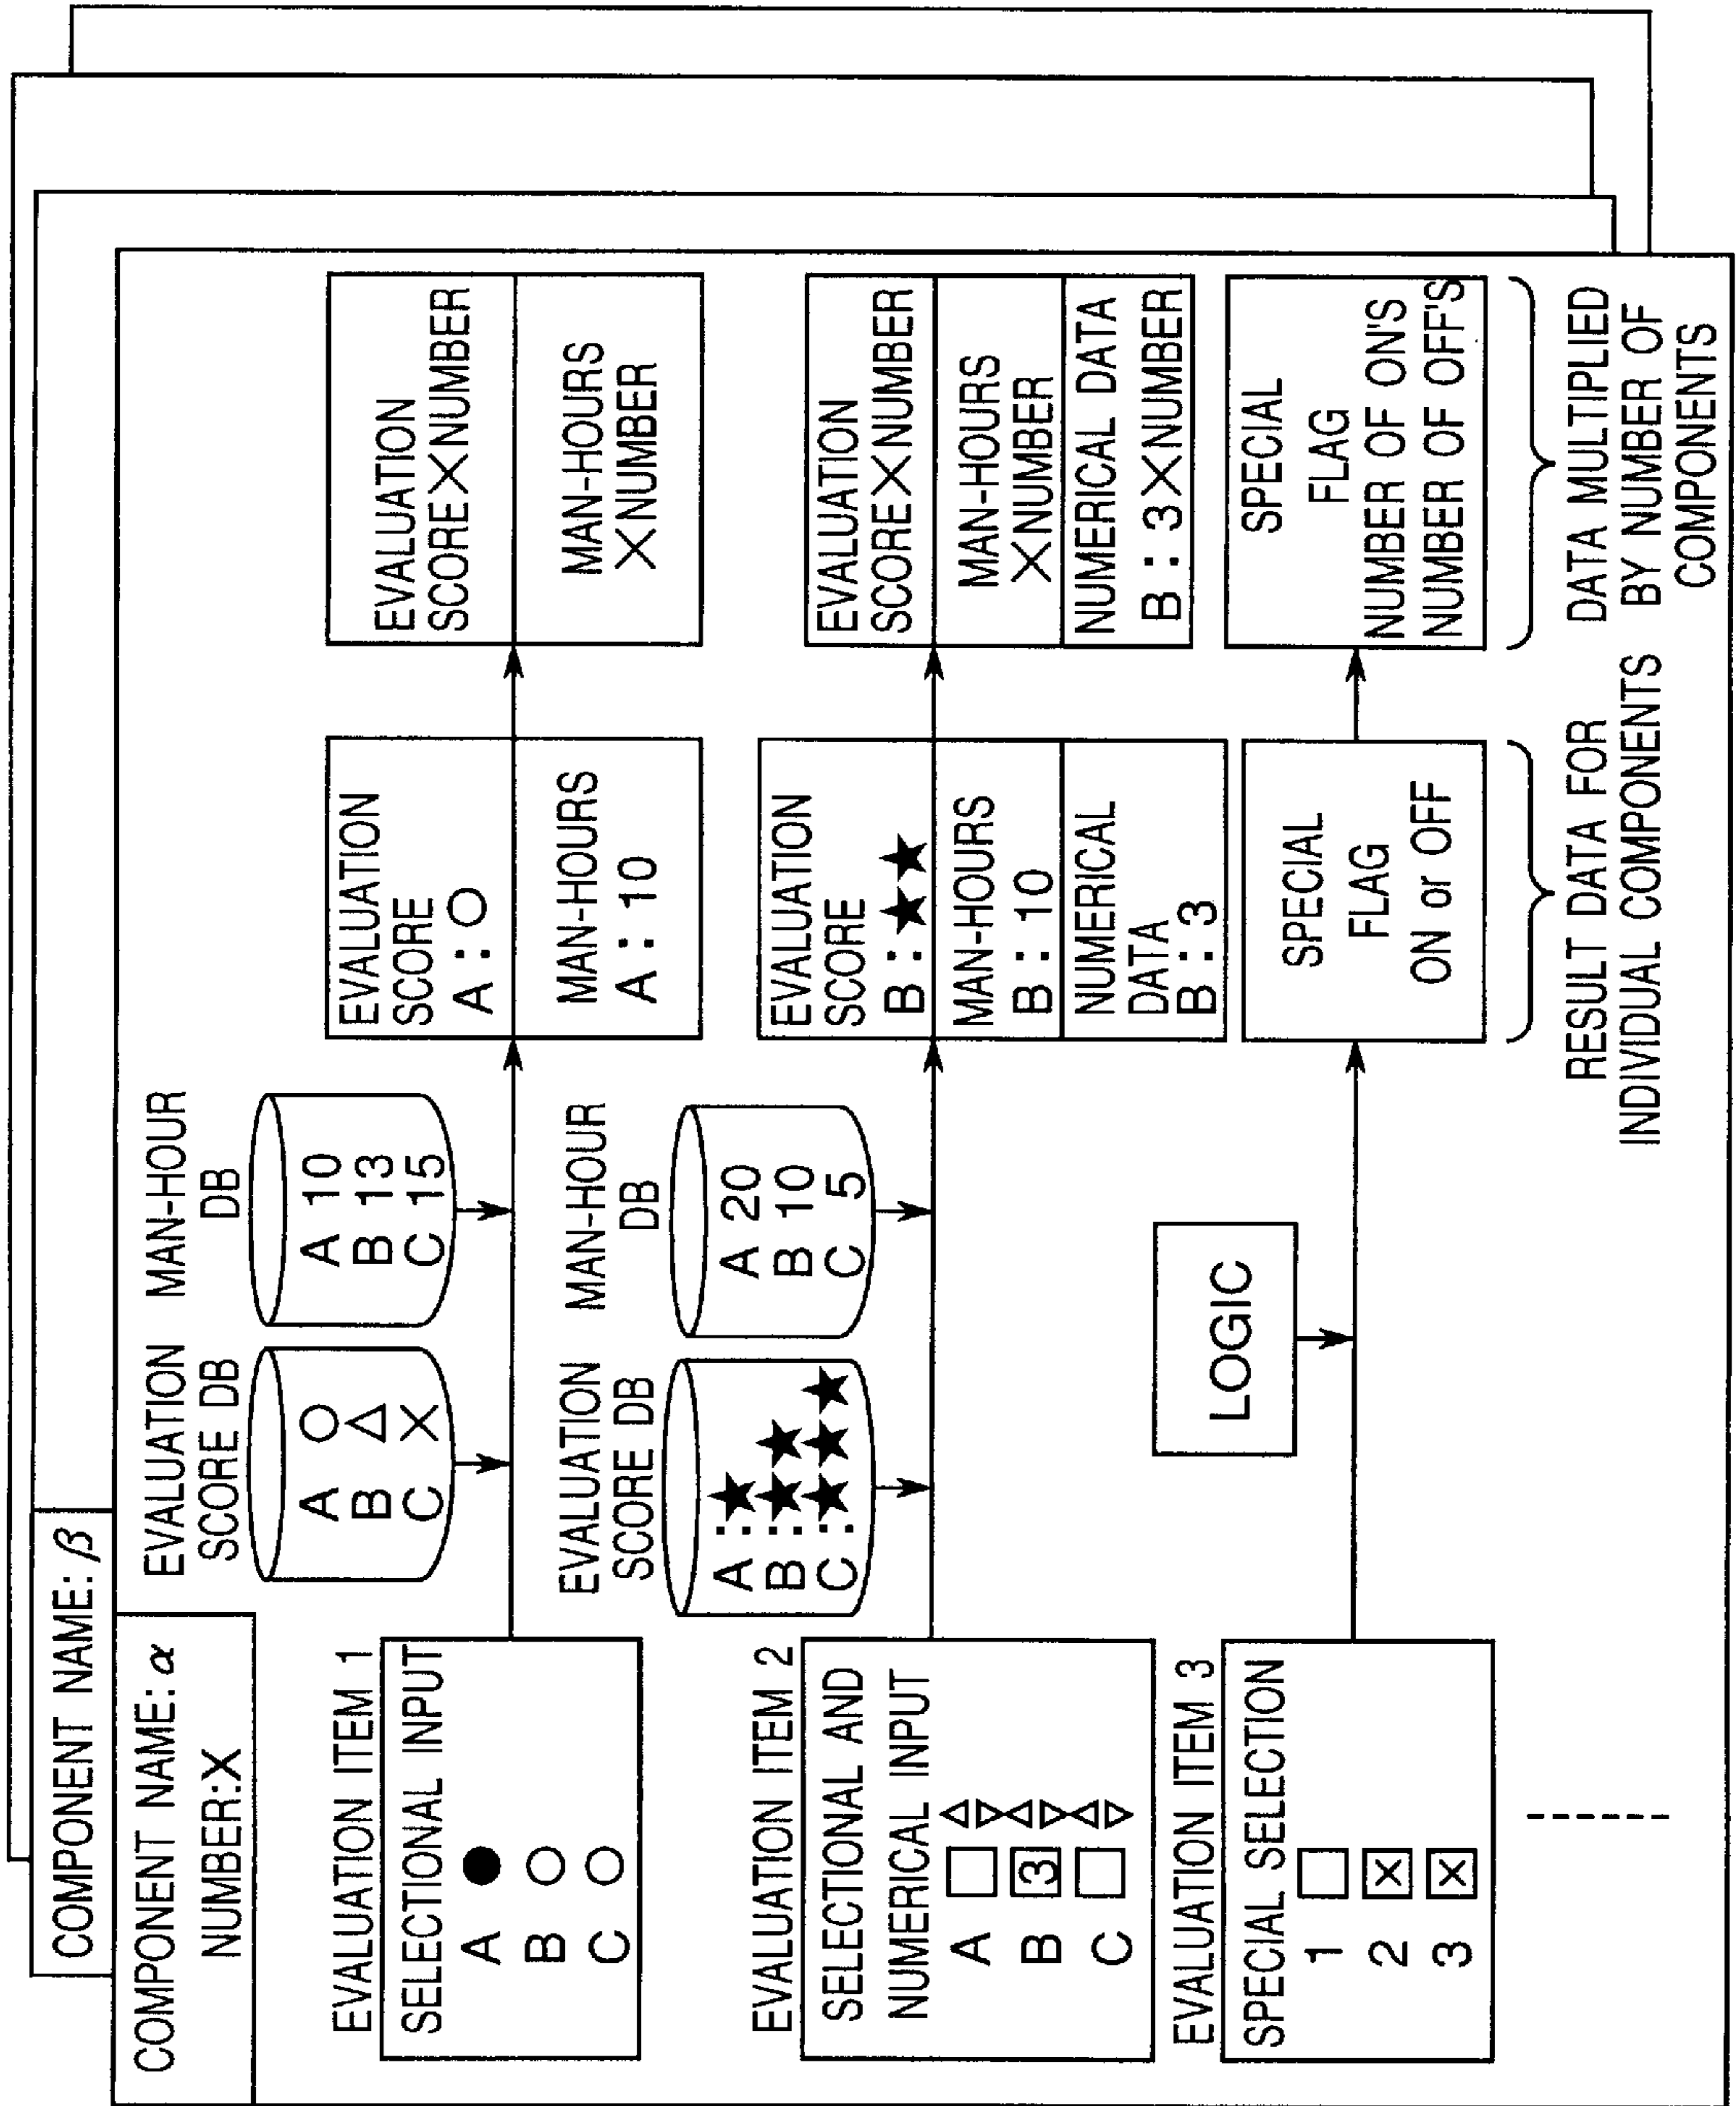 COMPONENT NAME: β
COMPONENT NAME: α
NUMBER:X
EVALUATION ITEM 1
SELECTIONAL INPUT
A
B
C
EVALUATION
SCORE DB
A ○
B △
C ×
MAN-HOUR
DB
A 10
B 13
C 15
EVALUATION
SCORE
A : ○
MAN-HOURS
A : 10
EVALUATION
SCORE×NUMBER
MAN-HOURS
×NUMBER
EVALUATION ITEM 2
SELECTIONAL AND
NUMERICAL INPUT
A
B 3
C
EVALUATION
SCORE DB
A : ★
B : ★★
C : ★★★
MAN-HOUR
DB
A 20
B 10
C 5
EVALUATION
SCORE
B : ★★
MAN-HOURS
B : 10
NUMERICAL
DATA
B : 3
EVALUATION
SCORE×NUMBER
MAN-HOURS
×NUMBER
NUMERICAL DATA
B : 3×NUMBER
EVALUATION ITEM 3
SPECIAL SELECTION
1
2 ×
3 ×
LOGIC
SPECIAL
FLAG
ON or OFF
SPECIAL
FLAG
NUMBER OF ON'S
NUMBER OF OFF'S
RESULT DATA FOR
INDIVIDUAL COMPONENTS
DATA MULTIPLIED
BY NUMBER OF
COMPONENTS